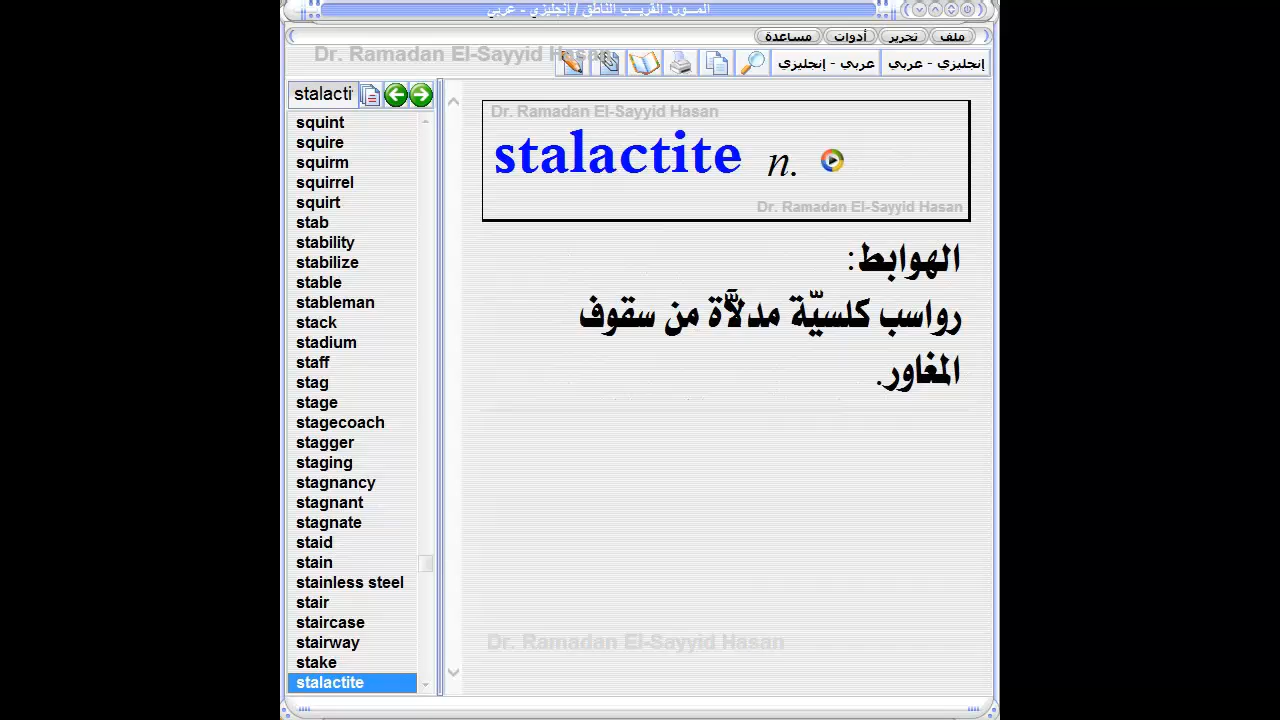 المـــورد القريـــب الناطق / إنجليزي - عربي
ملف
تحرير
أدوات
مساعدة
Dr. Ramadan El-Sayyid Hasan
إنجليزي - عربي
عربي - إنجليزي
stalacti
squint
squire
squirm
squirrel
squirt
stab
stability
stabilize
stable
stableman
stack
stadium
staff
stag
stage
stagecoach
stagger
staging
stagnancy
stagnant
stagnate
staid
stain
stainless steel
stair
staircase
stairway
stake
stalactite
Dr. Ramadan El-Sayyid Hasan
stalactite n.
Dr. Ramadan El-Sayyid Hasan
الهوابط:
رواسب كلسيّة مدلاّة من سقوف
المغاور.
Dr. Ramadan El-Sayyid Hasan